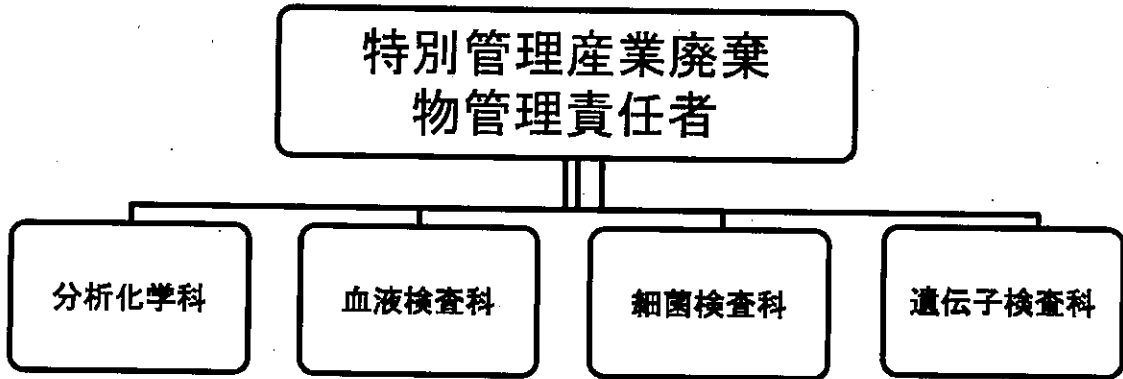 特別管理産業廃棄
物管理責任者
分析化学科
血液検査科
細菌検査科
遺伝子検査科